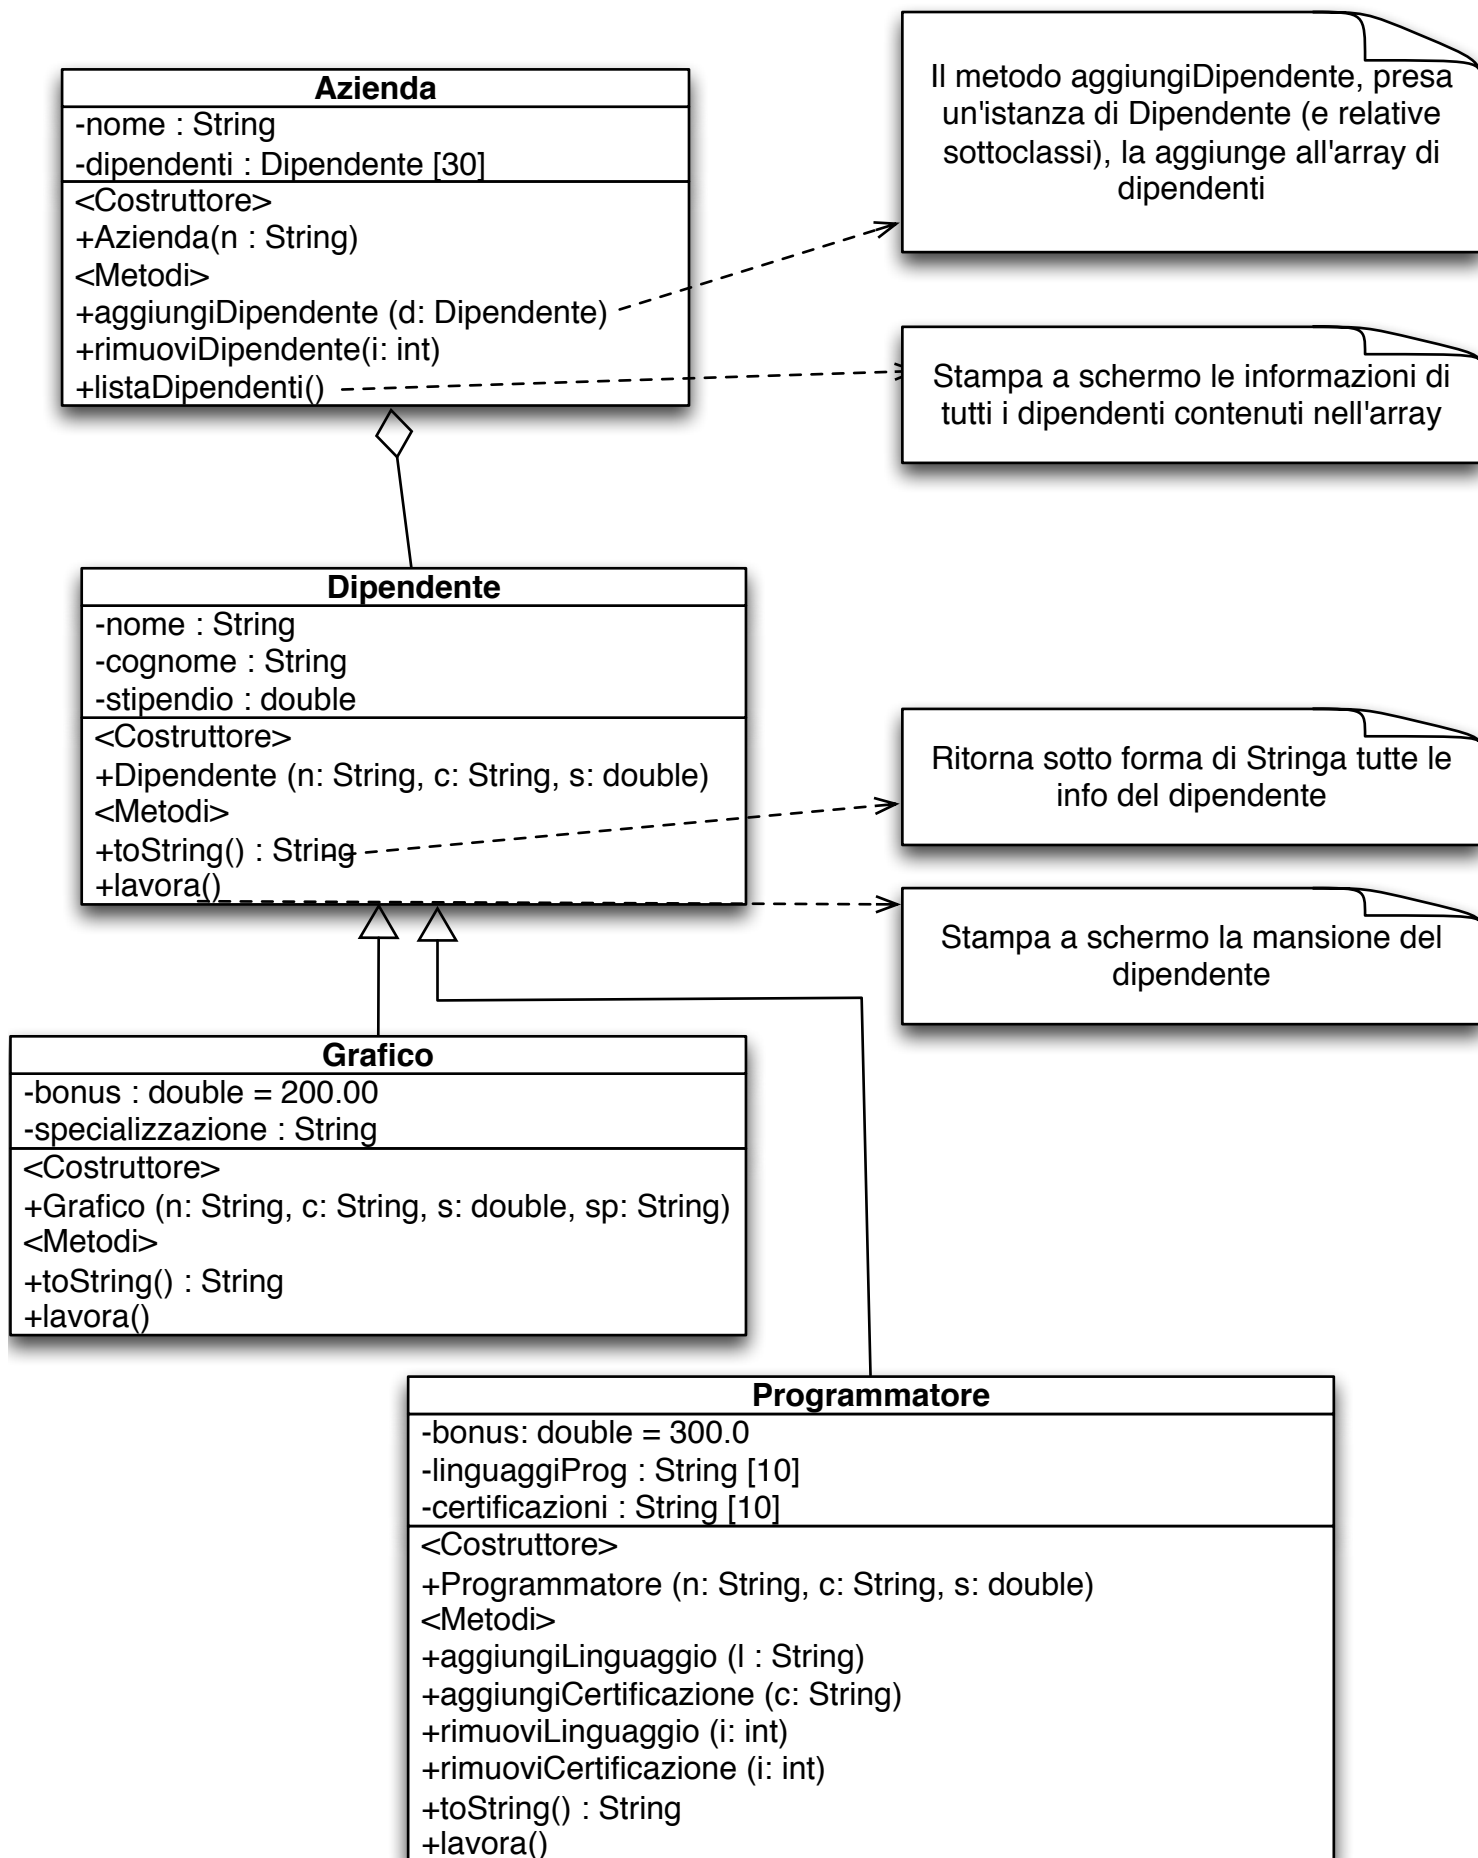 Azienda
-nome : String
-dipendenti : Dipendente [30]
<Costruttore>
+Azienda(n : String)
<Metodi>
+aggiungiDipendente (d: Dipendente)
+rimuoviDipendente(i: int)
+listaDipendenti()
Il metodo aggiungiDipendente, presa
un'istanza di Dipendente (e relative
sottoclassi), la aggiunge all'array di
dipendenti
Stampa a schermo le informazioni di
tutti i dipendenti contenuti nell'array
Dipendente
-nome : String
-cognome : String
-stipendio : double
<Costruttore>
+Dipendente (n: String, c: String, s: double)
<Metodi>
+toString() : String
+lavora()
Ritorna sotto forma di Stringa tutte le
info del dipendente
Stampa a schermo la mansione del
dipendente
Grafico
-bonus : double = 200.00
-specializzazione : String
<Costruttore>
+Grafico (n: String, c: String, s: double, sp: String)
<Metodi>
+toString() : String
+lavora()
Programmatore
-bonus: double = 300.0
-linguaggiProg : String [10]
-certificazioni : String [10]
<Costruttore>
+Programmatore (n: String, c: String, s: double)
<Metodi>
+aggiungiLinguaggio (l : String)
+aggiungiCertificazione (c: String)
+rimuoviLinguaggio (i: int)
+rimuoviCertificazione (i: int)
+toString() : String
+lavora()